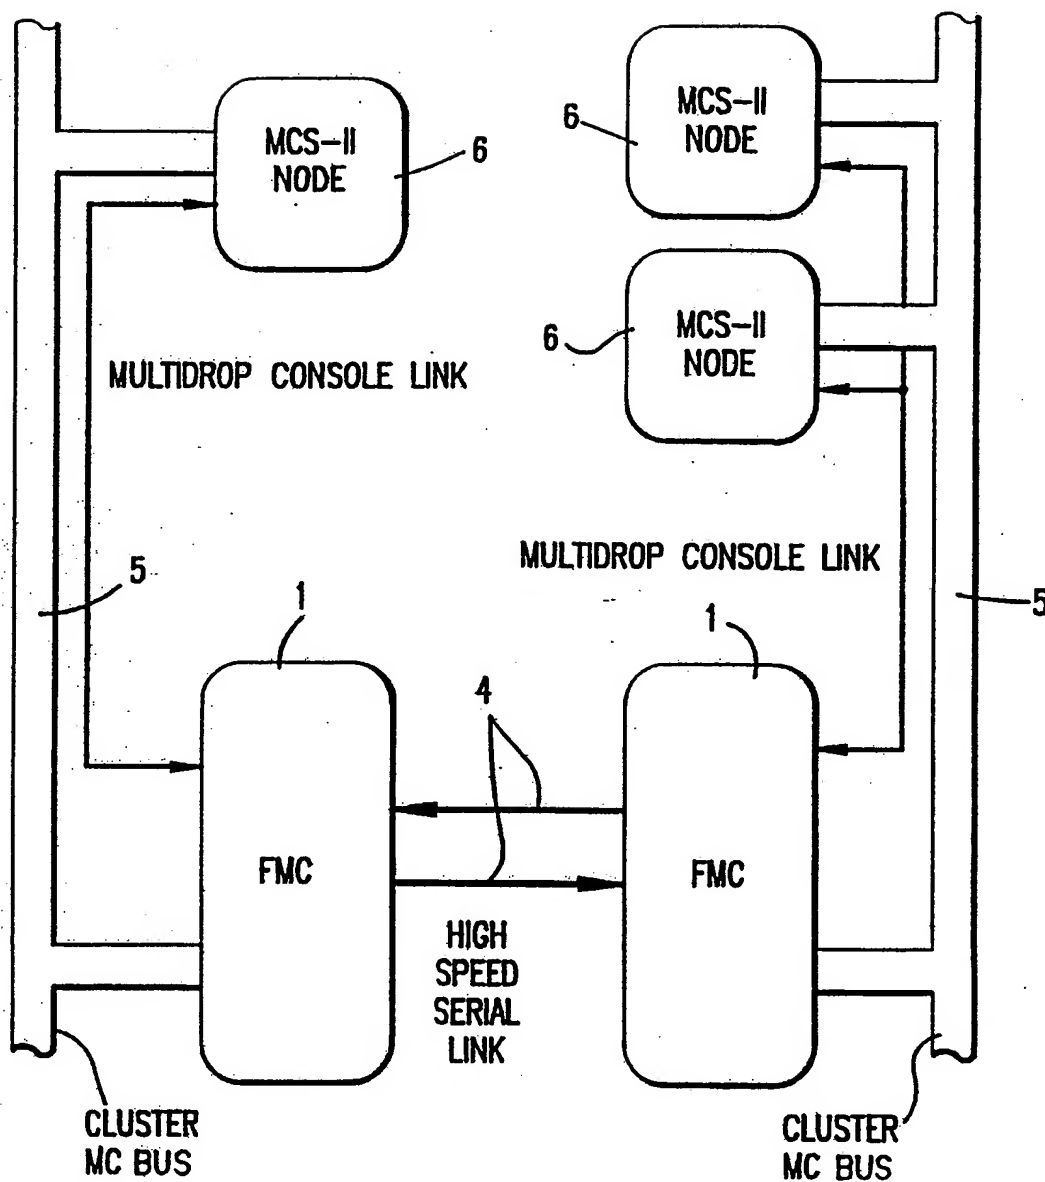 MCS-II
NODE
6
MCS-II
NODE
6
MCS-II
NODE
6
MULTIDROP CONSOLE LINK
MULTIDROP CONSOLE LINK
5
5
1
1
4
FMC
FMC
HIGH
SPEED
SERIAL
LINK
CLUSTER
MC BUS
CLUSTER
MC BUS